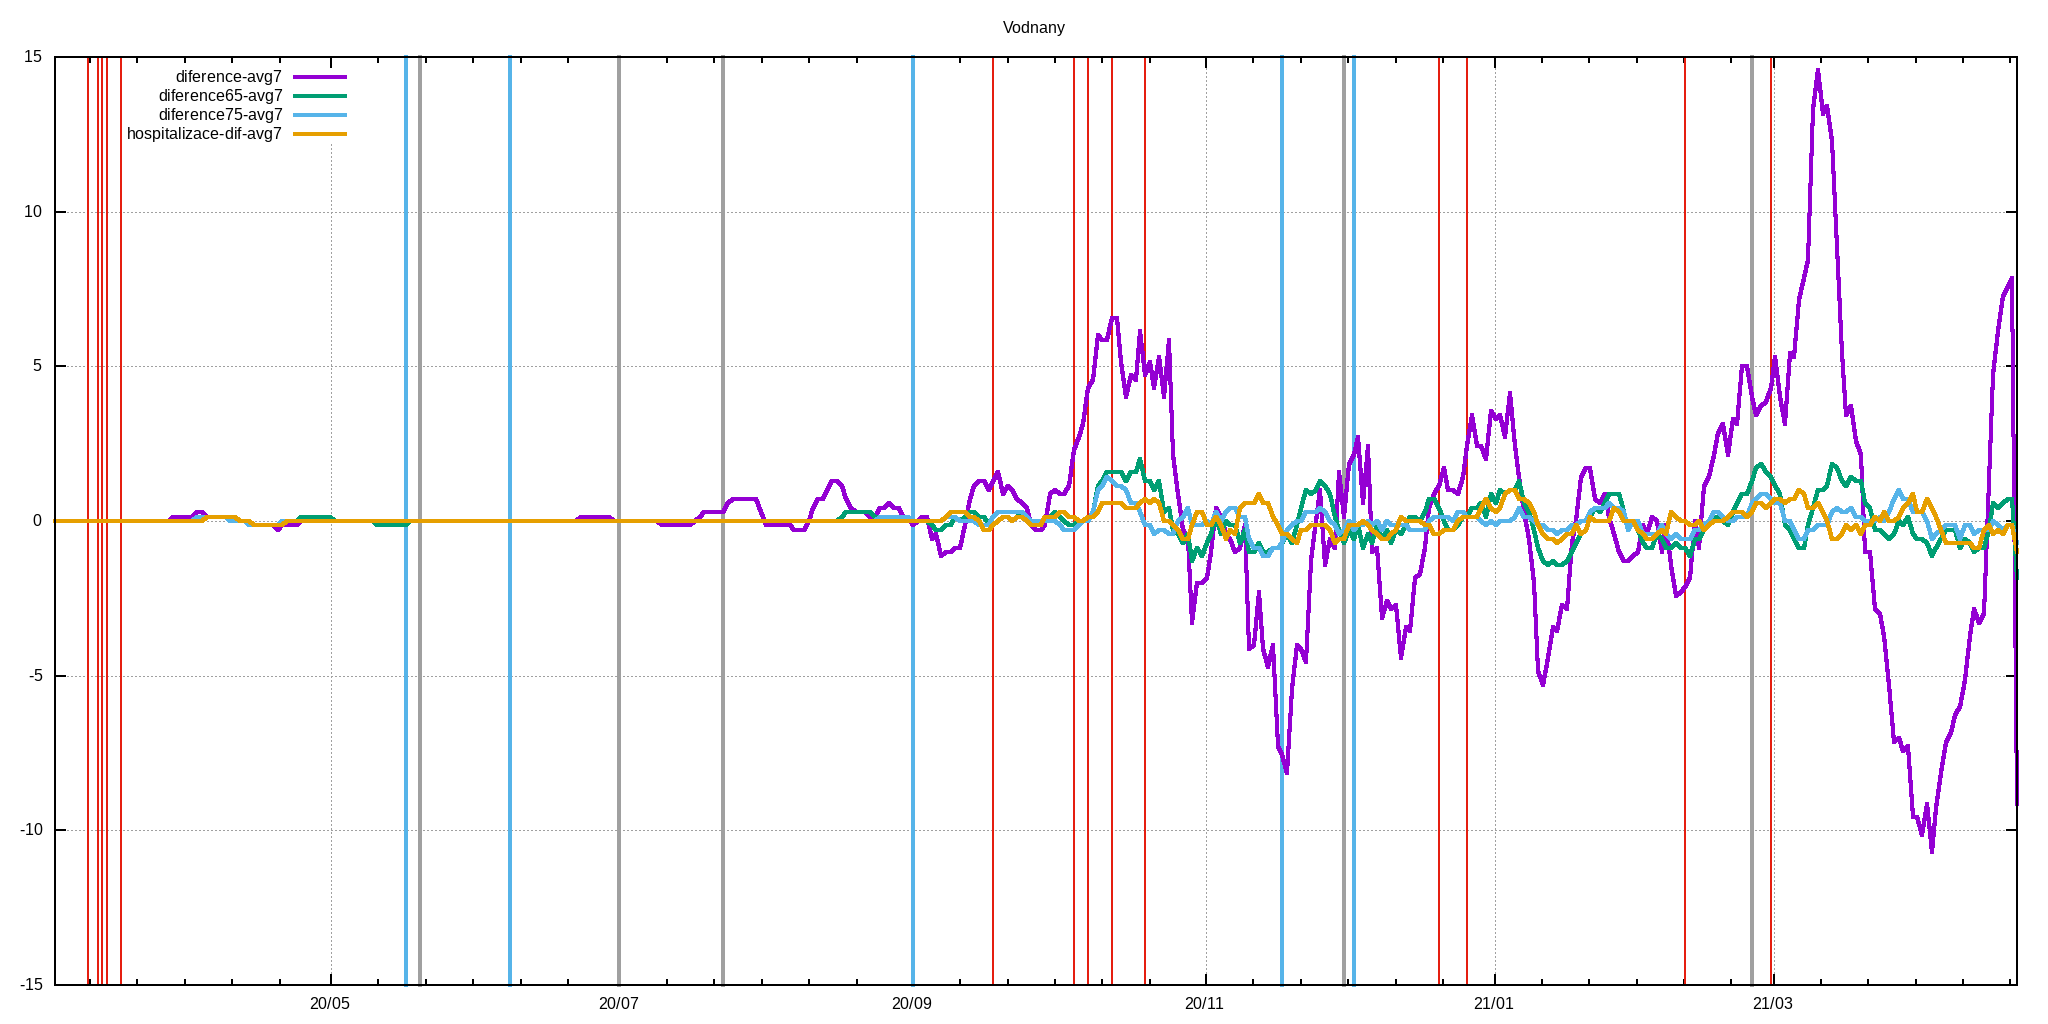 Vodnany
15
diference-avg7
diference65-avg7
diference75-avg7
hospitalizace-dif-avg7
10
5
0
-5
-10
-15
20/05 20/07 20/09 20/11 21/01 21/03